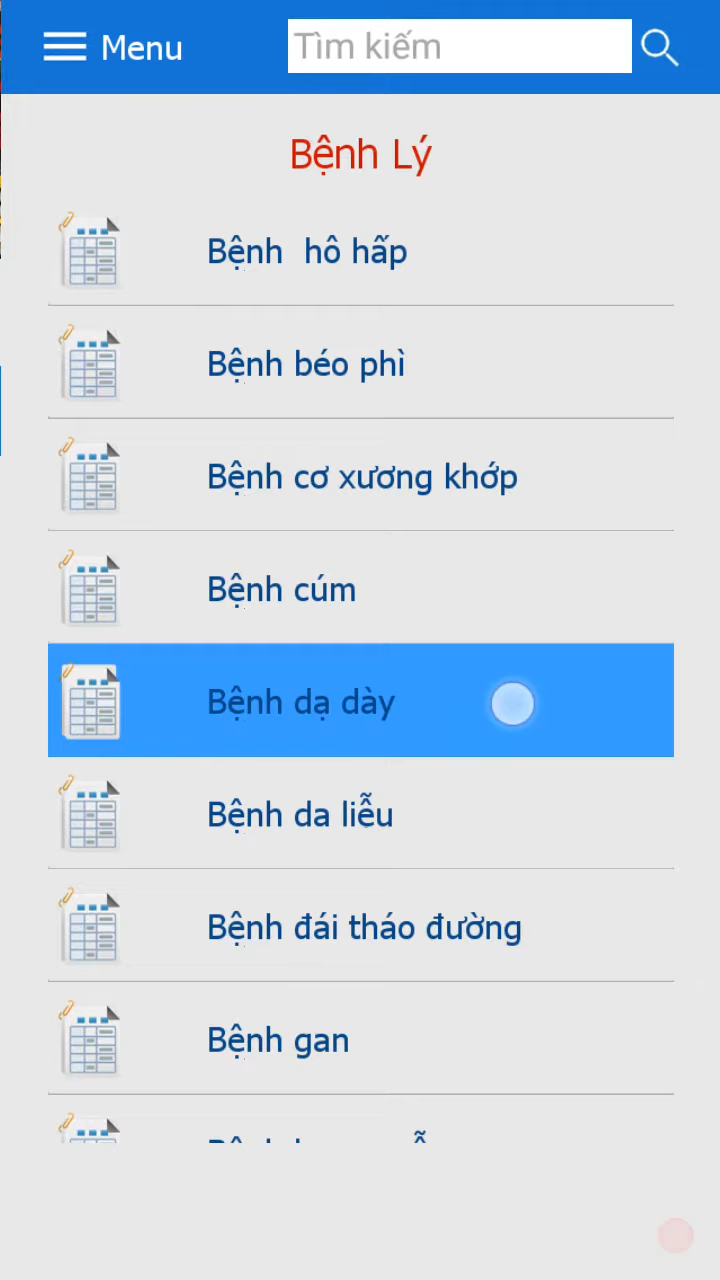 Menu
Tìm kiếm
Bệnh Lý
Bệnh hô hấp
Bệnh béo phì
Bệnh cơ xương khớp
Bệnh cúm
Bệnh dạ dày
Bệnh da liễu
Bệnh đái tháo đường
Bệnh gan